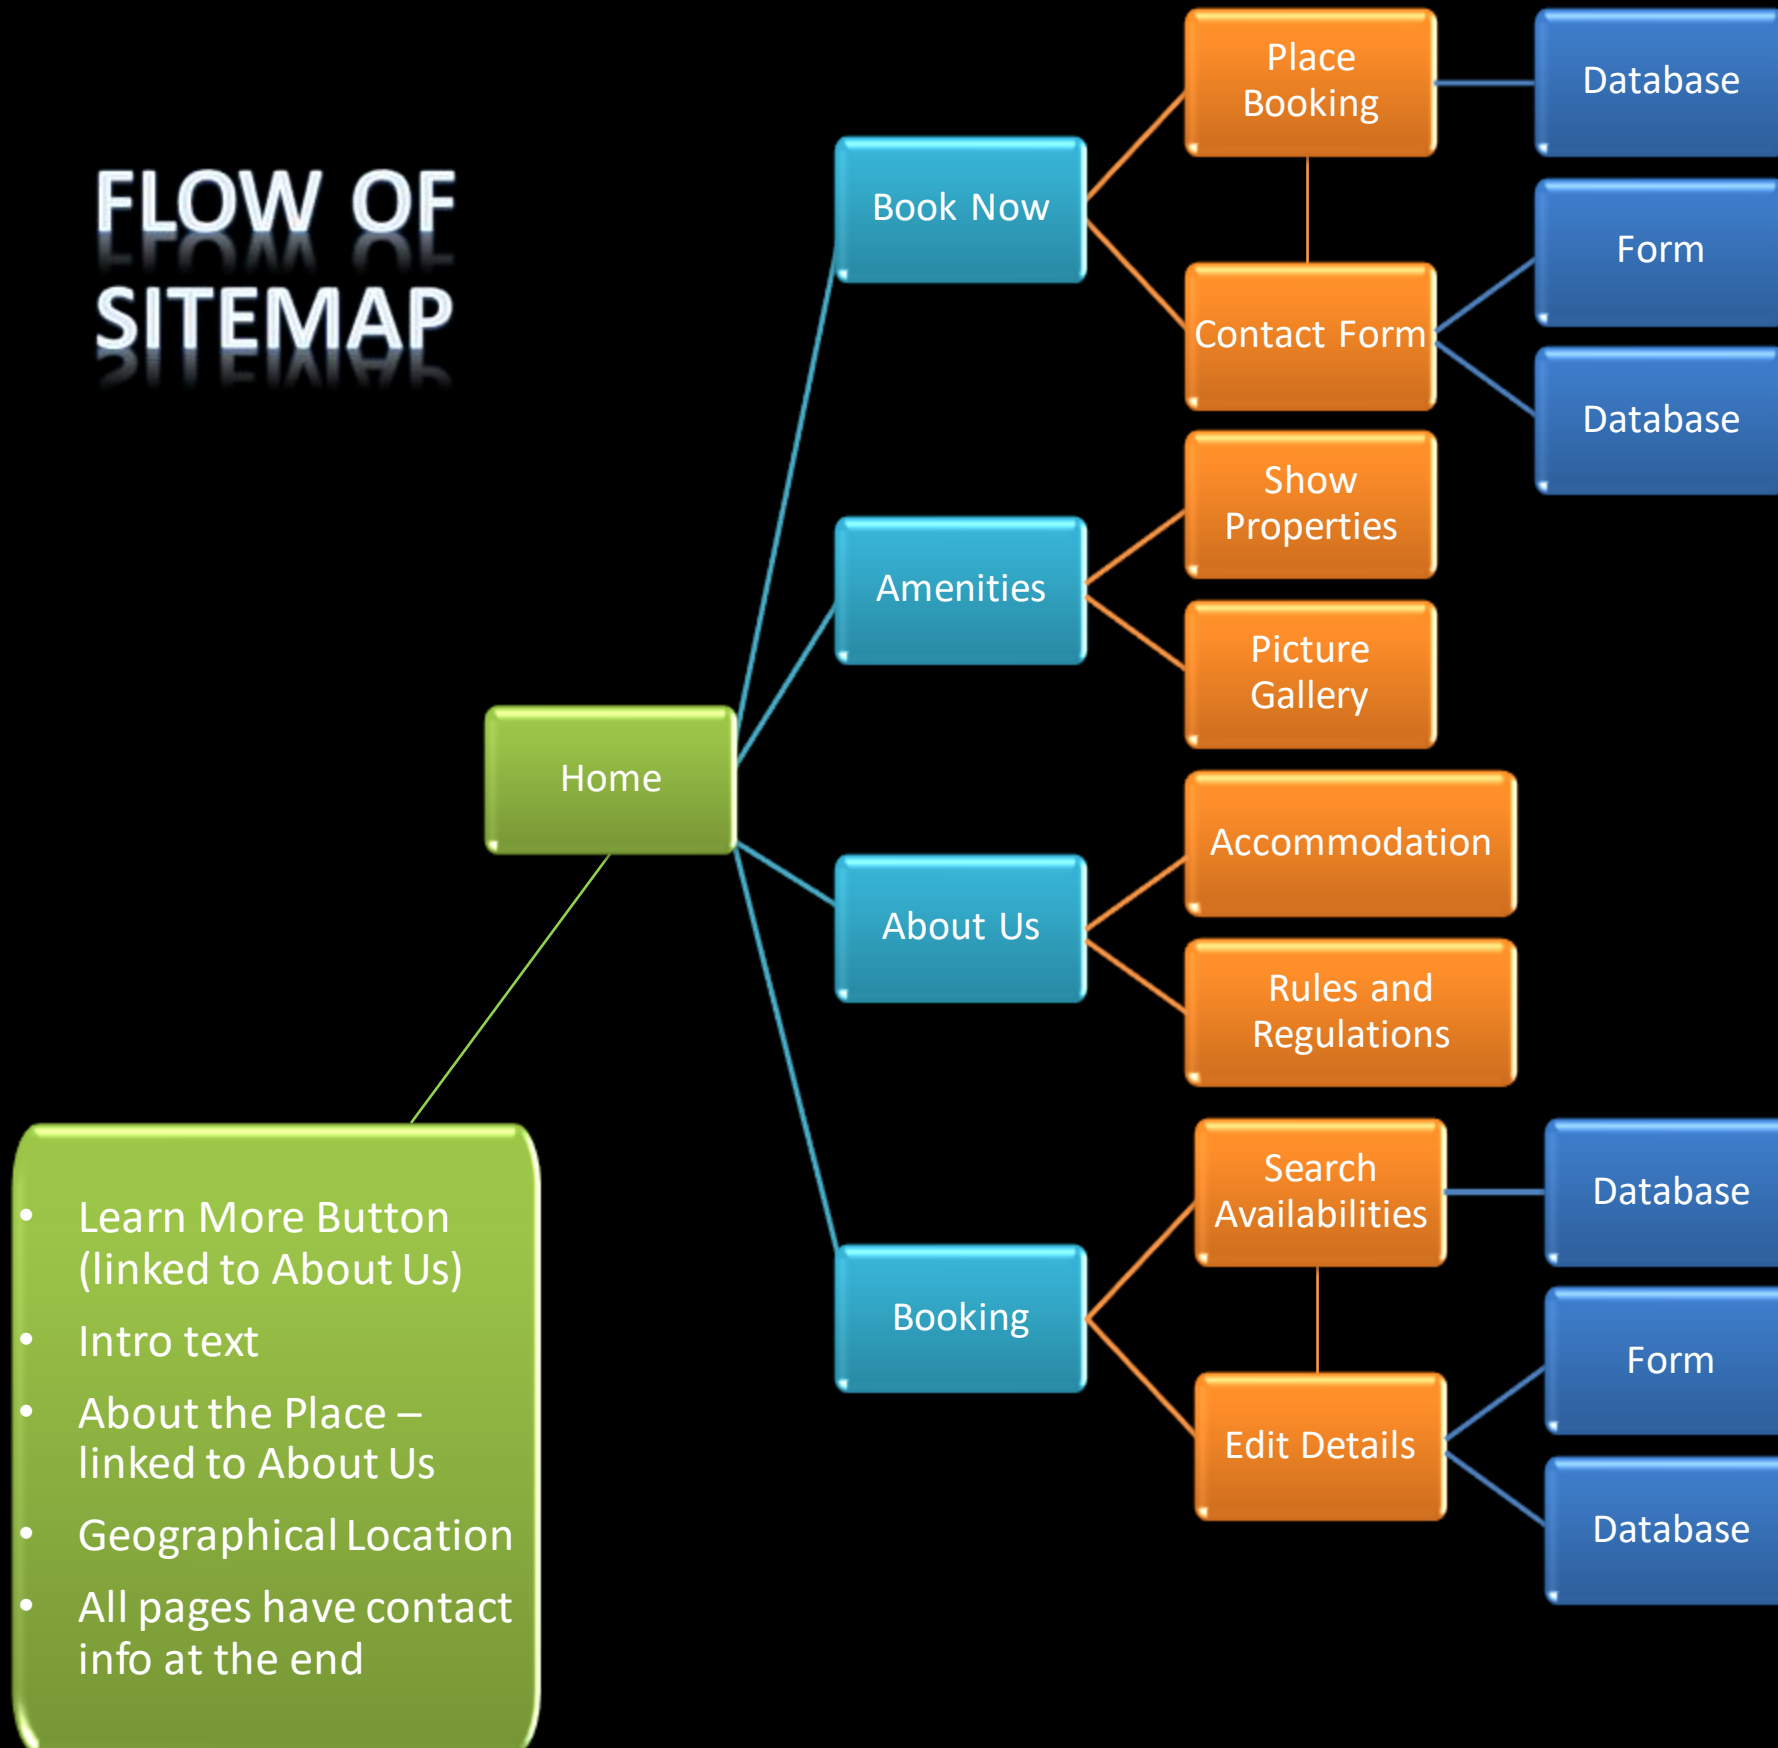 FLOW OF
SITEMAP
Place
Booking
Database
Book Now
Form
Contact Form
Database
Show
Properties
Amenities
Picture
Gallery
Home
Accommodation
About Us
Rules and
Regulations
Search
Availabilities
Database
Booking
Form
Edit Details
Database
• Learn More Button
(linked to About Us)
• Intro text
• About the Place –
linked to About Us
• Geographical Location
• All pages have contact
info at the end